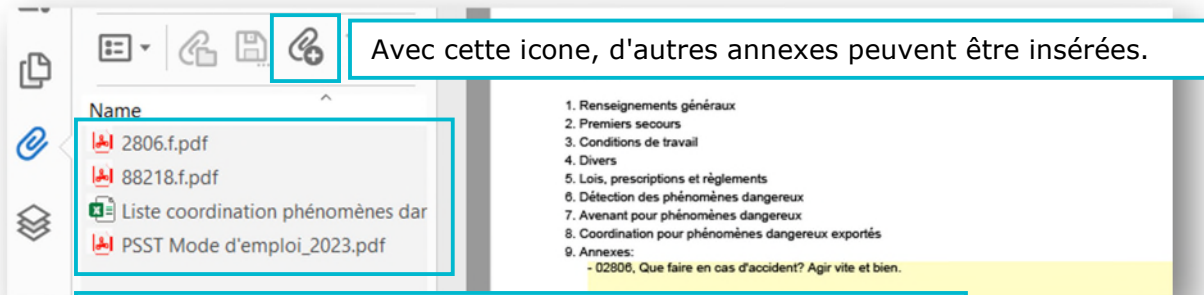 Avec cette icone, d'autres annexes peuvent être insérées.
Name
2806.f.pdf
88218.f.pdf
Liste coordination phénomènes dar
PSST Mode d'emploi_2023.pdf
1. Renseignements généraux
2. Premiers secours
3. Conditions de travail
4. Divers
5. Lois, prescriptions et règlements
6. Détection des phénomènes dangereux
7. Avenant pour phénomènes dangereux
8. Coordination pour phénomènes dangereux exportés
9. Annexes:
- 02806, Que faire en cas d'accident? Agir vite et bien.